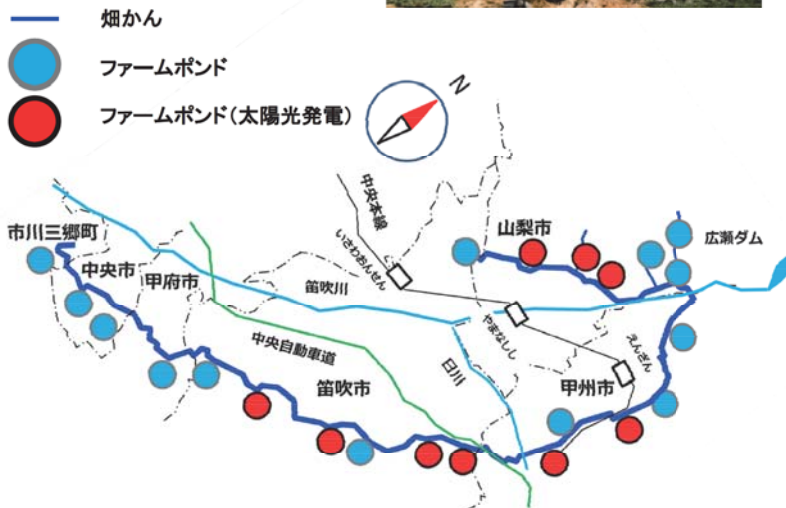 畑かん
ファームポンド
ファームポンド(太陽光発電)
N
中央本線
いさわおんせん
山梨市
広瀬ダム
市川三郷町
中央市
甲府市
笛吹川
やまなしし
えんざん
中央自動車道
笛吹市
日川
甲州市